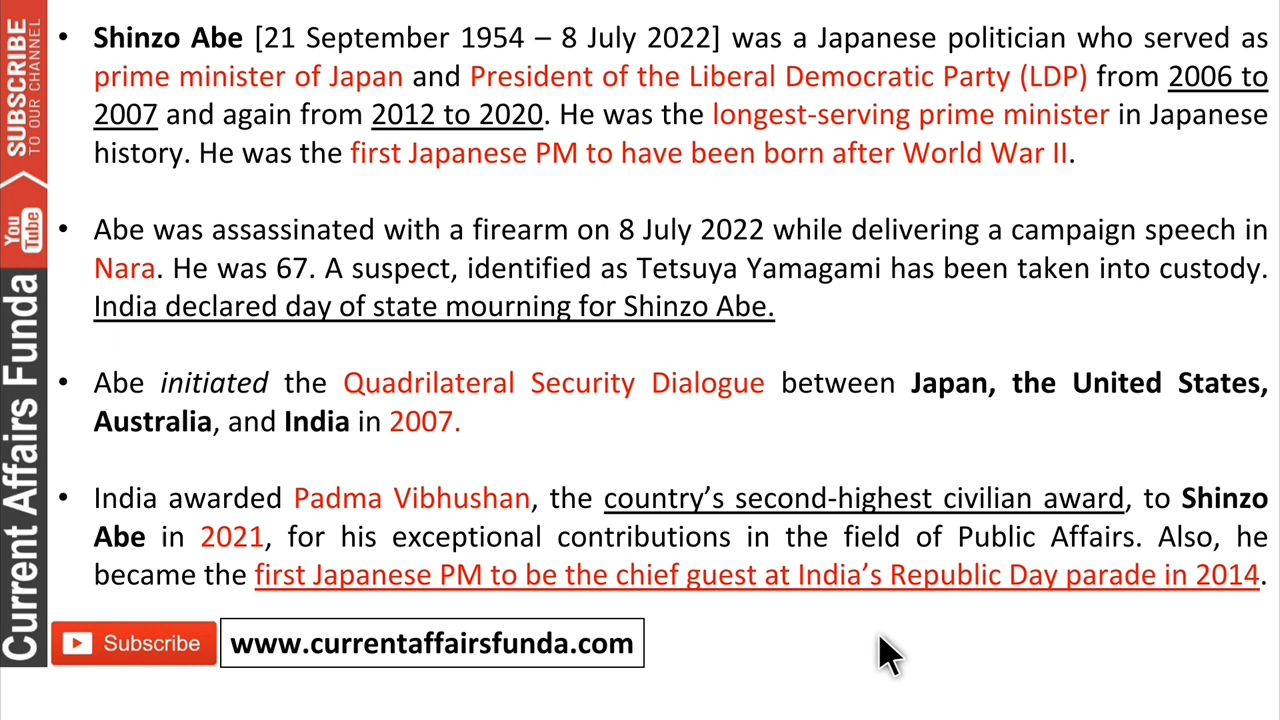 • Shinzo Abe [21 September 1954 – 8 July 2022] was a Japanese politician who served as
prime minister of Japan and President of the Liberal Democratic Party (LDP) from 2006 to
2007 and again from 2012 to 2020. He was the longest-serving prime minister in Japanese
history. He was the first Japanese PM to have been born after World War II.
• Abe was assassinated with a firearm on 8 July 2022 while delivering a campaign speech in
Nara. He was 67. A suspect, identified as Tetsuya Yamagami has been taken into custody.
India declared day of state mourning for Shinzo Abe.
• Abe initiated the Quadrilateral Security Dialogue between Japan, the United States,
Australia, and India in 2007.
• India awarded Padma Vibhushan, the country’s second-highest civilian award, to Shinzo
Abe in 2021, for his exceptional contributions in the field of Public Affairs. Also, he
became the first Japanese PM to be the chief guest at India’s Republic Day parade in 2014.
Subscribe
www.currentaffairsfunda.com
SUBSCRIBE
TO OUR CHANNEL
You
Tube
Current Affairs Funda